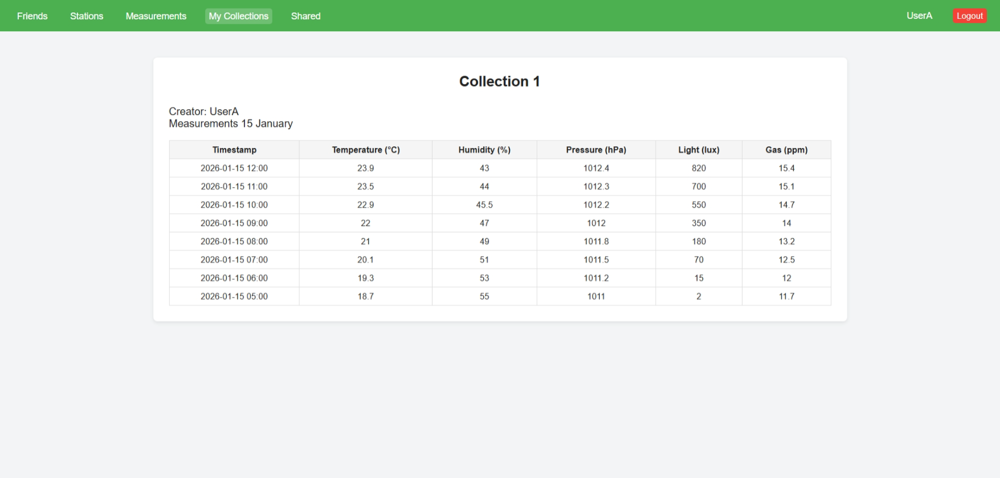 Friends Stations Measurements My Collections Shared UserA Logout
Collection 1
Creator: UserA
Measurements 15 January
Timestamp Temperature (°C) Humidity (%) Pressure (hPa) Light (lux) Gas (ppm)
2026-01-15 12:00 23.9 43 1012.4 820 15.4
2026-01-15 11:00 23.5 44 1012.3 700 15.1
2026-01-15 10:00 22.9 45.5 1012.2 550 14.7
2026-01-15 09:00 22 47 1012 350 14
2026-01-15 08:00 21 49 1011.8 180 13.2
2026-01-15 07:00 20.1 51 1011.5 70 12.5
2026-01-15 06:00 19.3 53 1011.2 15 12
2026-01-15 05:00 18.7 55 1011 2 11.7